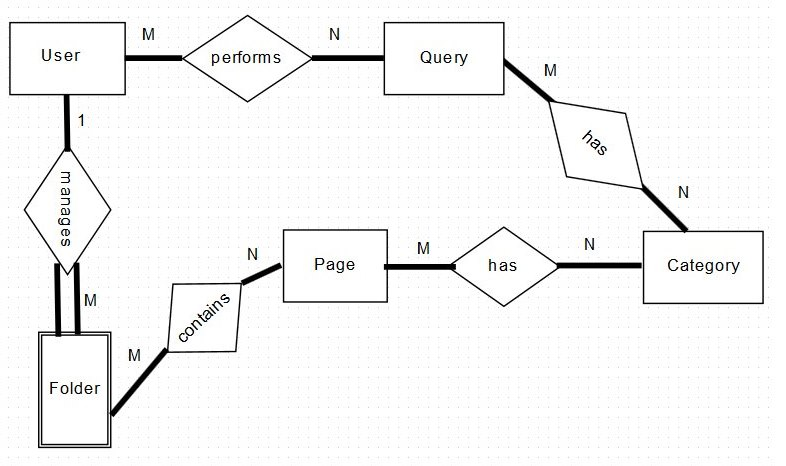 User
M
performs
N
Query
M
has
N
Category
1
manages
M
Folder
M
contains
N
Page
M
has
N